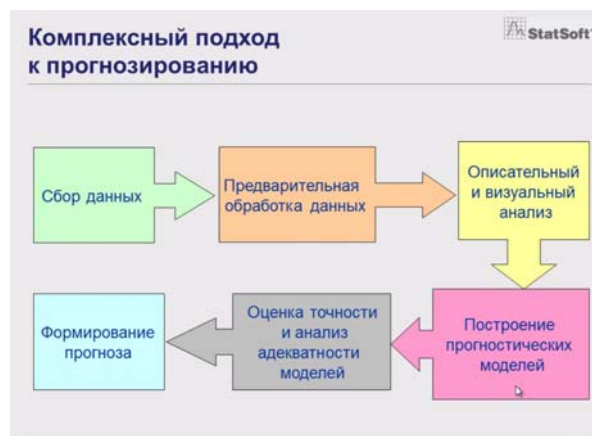 Комплексный подход
к прогнозированию
StatSoft
Сбор данных
Предварительная
обработка данных
Описательный
и визуальный
анализ
Построение
прогностических
моделей
Оценка точности
и анализ
адекватности
моделей
Формирование
прогноза